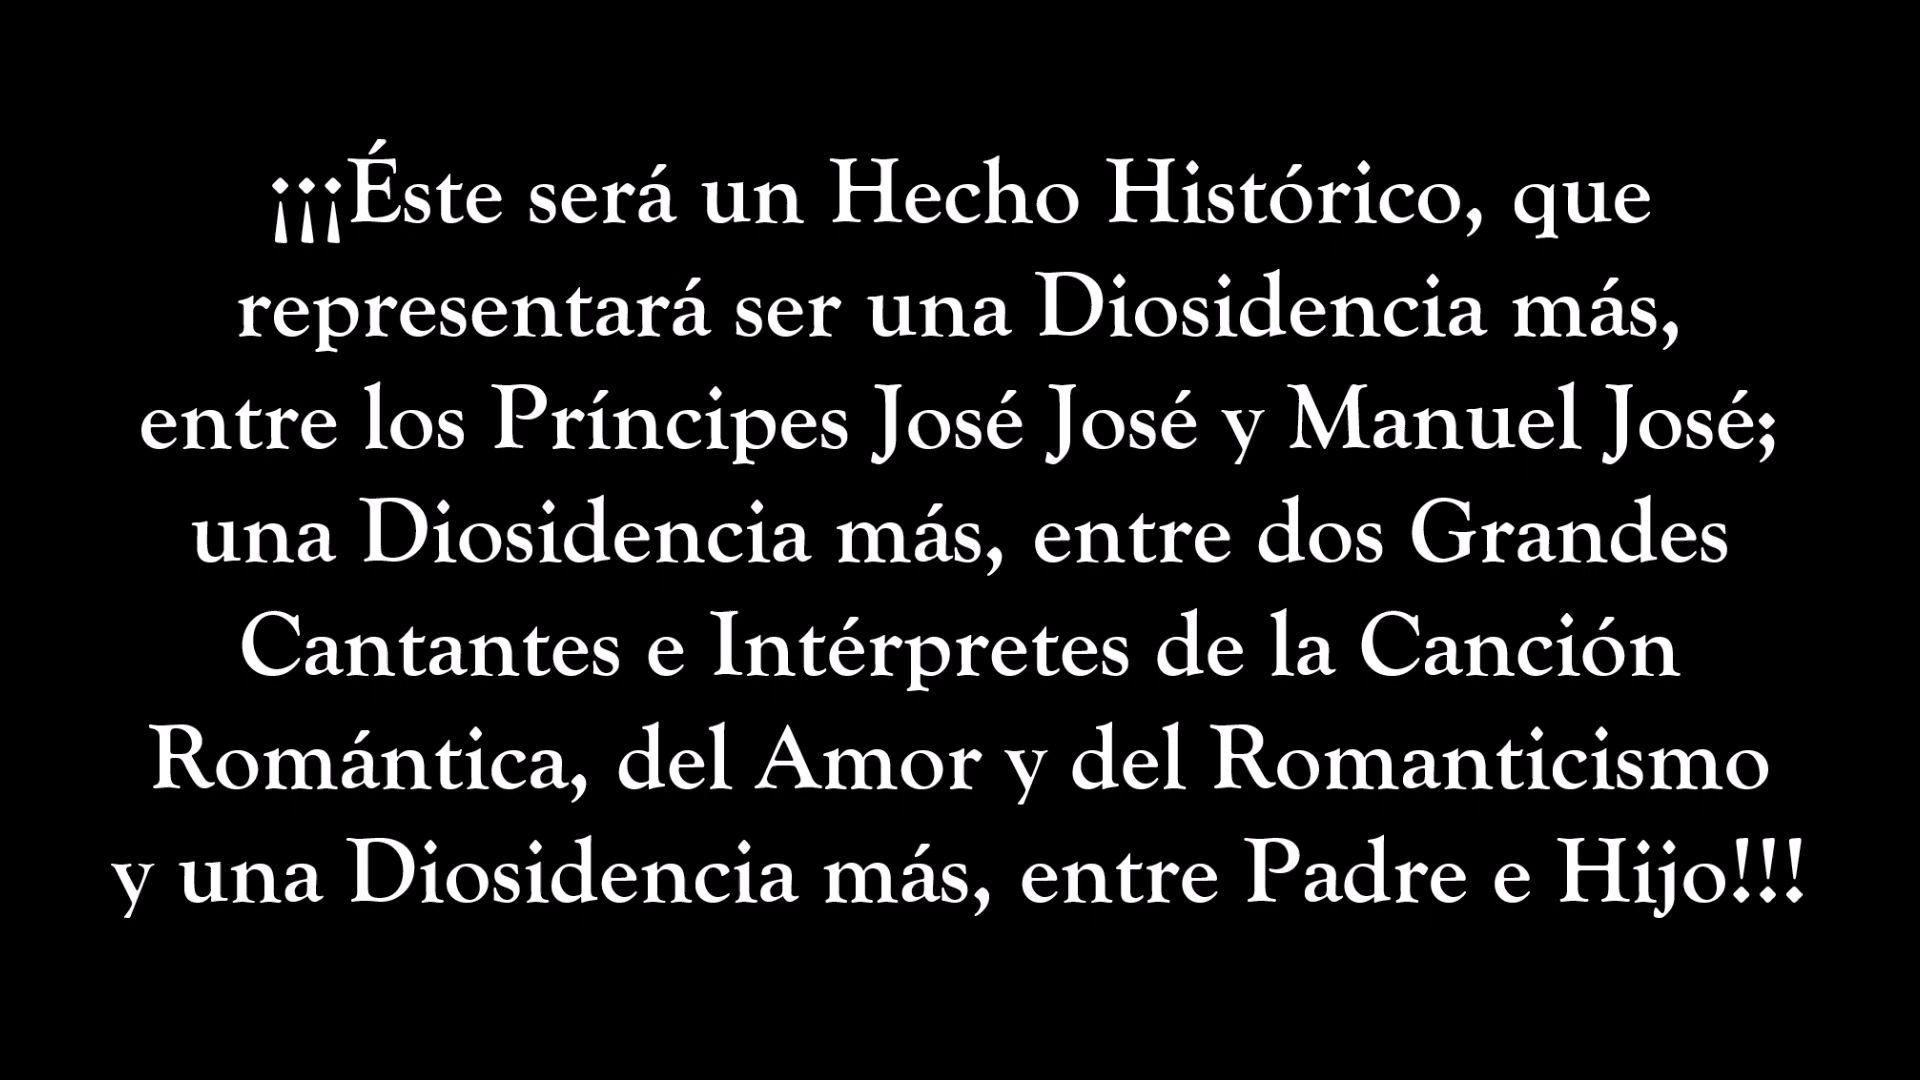 ¡¡¡Éste será un Hecho Histórico, que
representará ser una Diosidencia más,
entre los Príncipes José José y Manuel José;
una Diosidencia más, entre dos Grandes
Cantantes e Intérpretes de la Canción
Romántica, del Amor y del Romanticismo
y una Diosidencia más, entre Padre e Hijo!!!